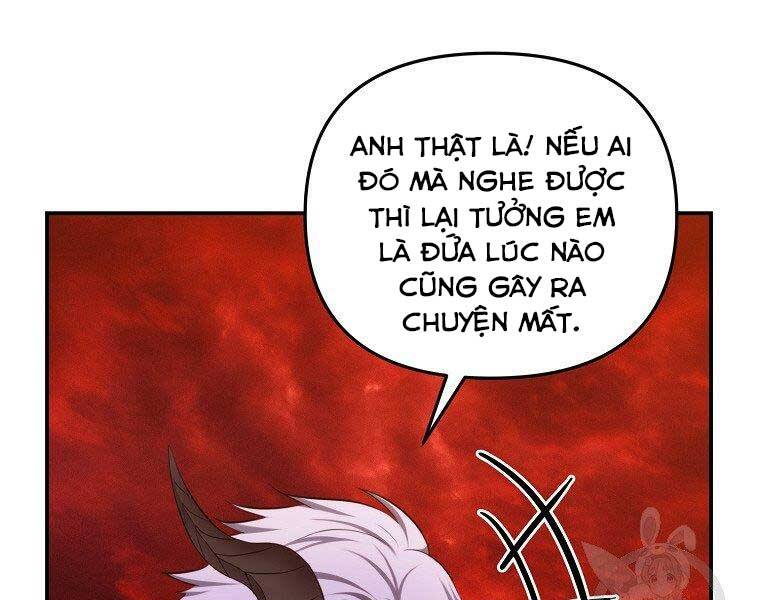 ANH THẬT LÀ! NẾU AI
ĐÓ MÀ NGHE ĐƯỢC
THÌ LẠI TƯỞNG EM
LÀ ĐỨA LÚC NÀO
CŨNG GÂY RA
CHUYỆN MẤT.